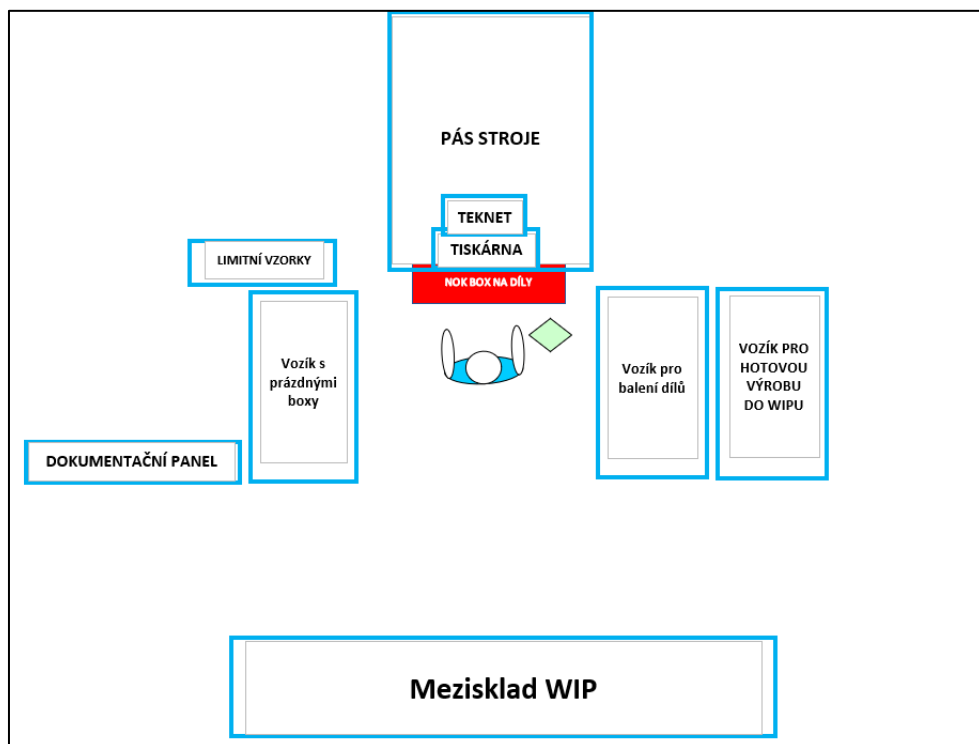 PÁS STROJE
TEKNET
TISKÁRNA
LIMITNÍ VZORKY
NOK BOX NA DÍLY
Vozík s
prázdnými
boxy
Vozík pro
balení dílů
VOZÍK PRO
HOTOVOU
VÝROBU
DO WIPU
DOKUMENTAČNÍ PANEL
Mezisklad WIP